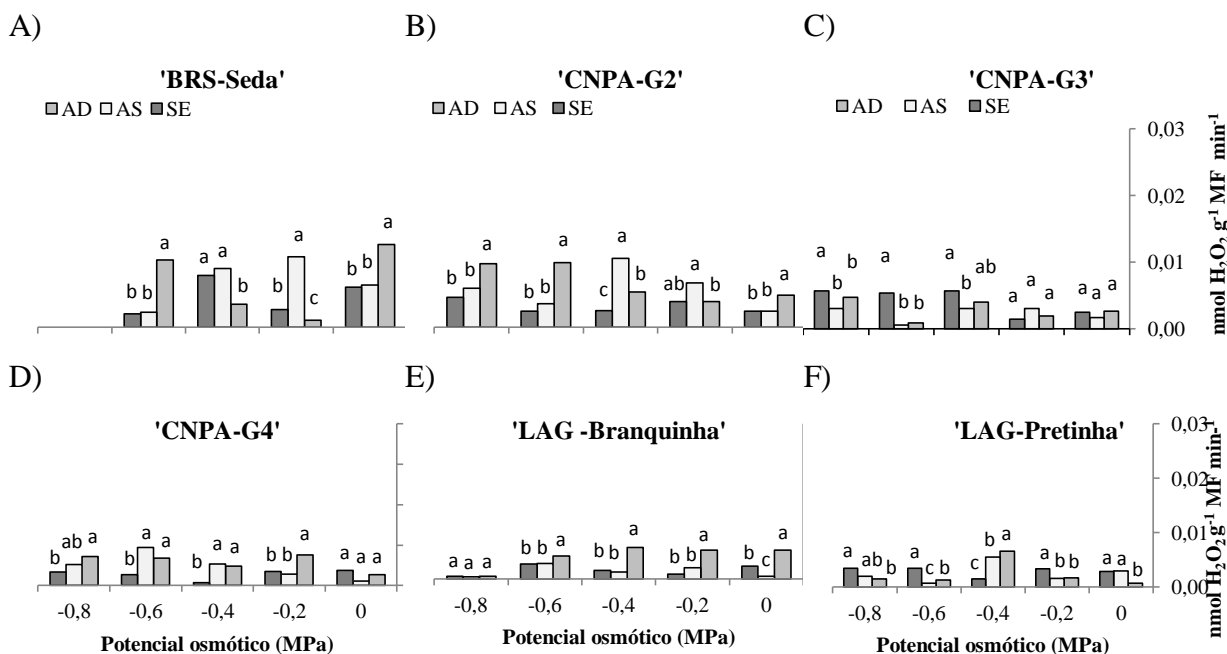 A)
B)
C)
'BRS-Seda'
'CNPA-G2'
'CNPA-G3'
AD AS SE
AD AS SE
AD AS SE
0,03
0,02
0,01
0,00
nmol H₂O₂ g⁻¹ MF min⁻¹
b b a
a a b
b a c
b b a
b b a
b b a
c a b
ab a b
b b a
a b b
a b b
a b ab
a a a
a a a
D)
E)
F)
'CNPA-G4'
'LAG -Branquinha'
'LAG-Pretinha'
0,03
0,02
0,01
0,00
nmol H₂O₂ g⁻¹ MF min⁻¹
b ab a
b a a
b a a
b b a
a a a
a a a
b b a
b b a
b b a
b c a
a ab b
a c b
c b a
a b b
a a b
-0,8 -0,6 -0,4 -0,2 0
-0,8 -0,6 -0,4 -0,2 0
-0,8 -0,6 -0,4 -0,2 0
Potencial osmótico (MPa)
Potencial osmótico (MPa)
Potencial osmótico (MPa)